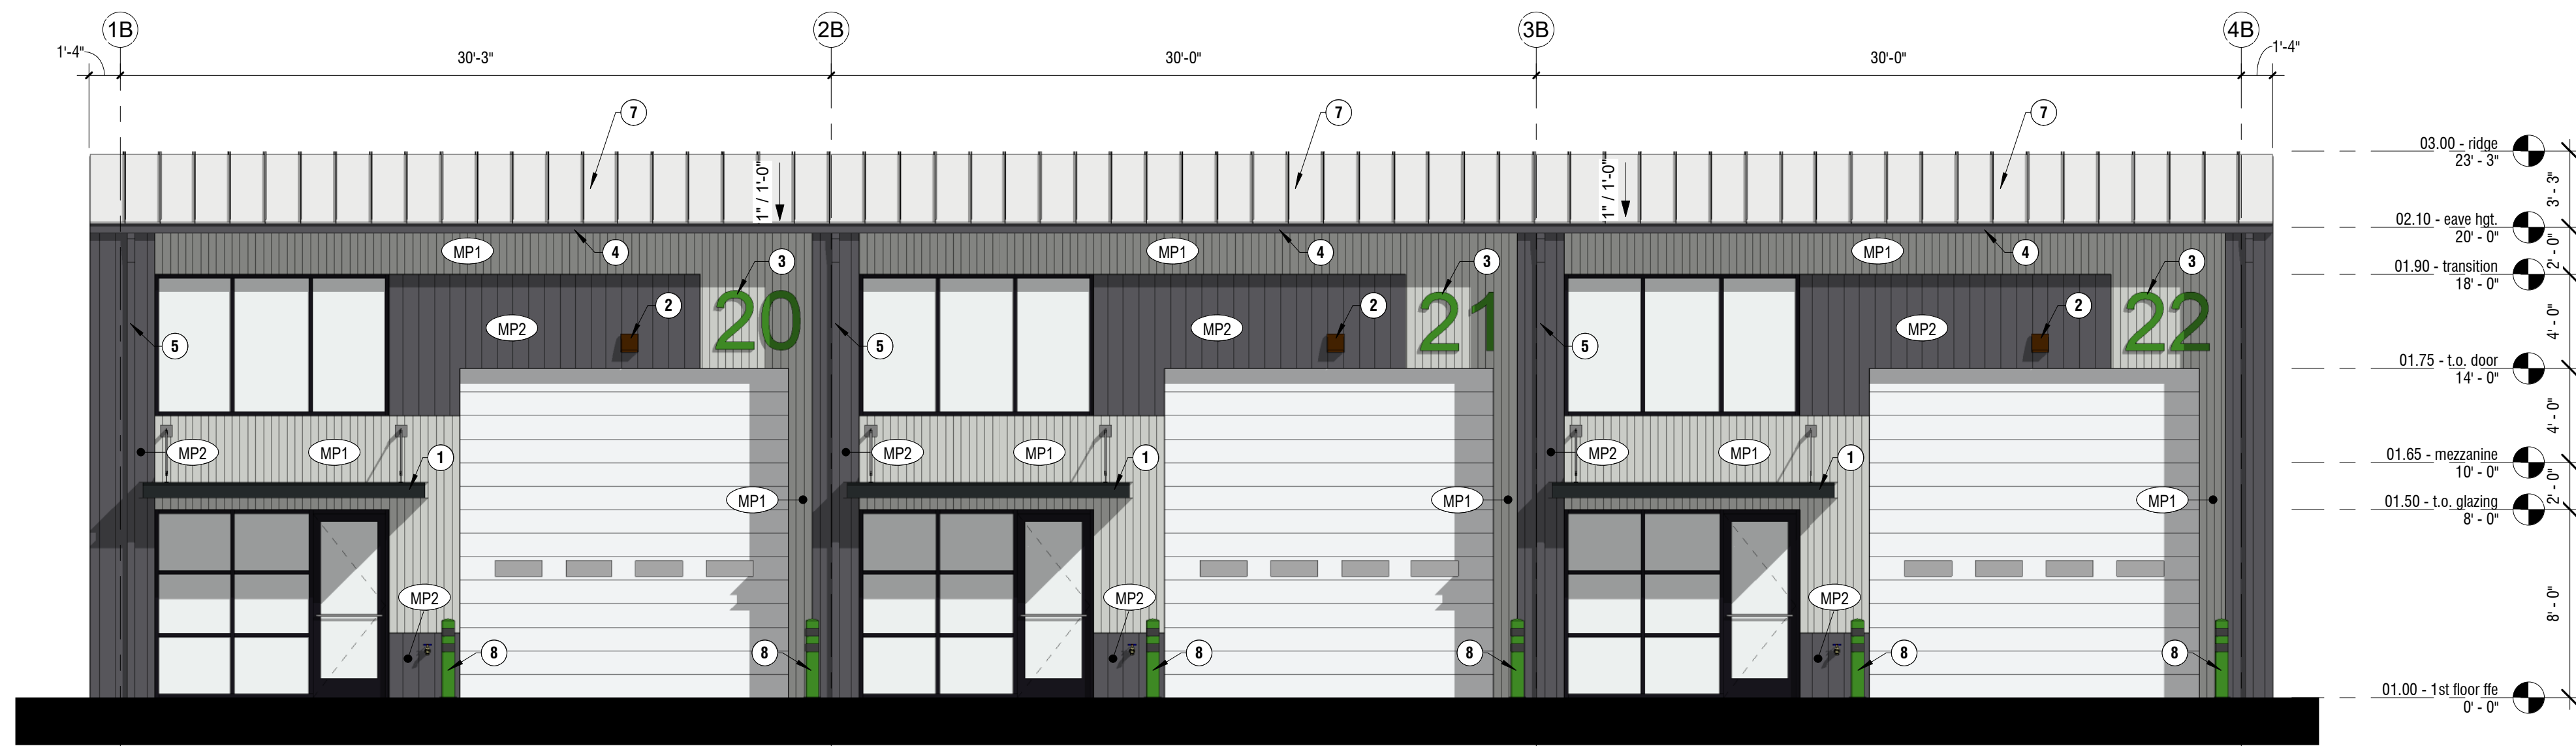 1B 2B 3B 4B
1'-4" 30'-3" 30'-0" 30'-0" 1'-4"
7 7 7
03.00 - ridge
23' - 3"
1" / 1'-0" 1" / 1'-0"
3' - 3"
02.10 - eave hgt.
20' - 0"
MP1 4 3 MP1 4 3 MP1 4 3
2' - 0"
01.90 - transition
18' - 0"
20 2 21 2 22 2
MP2 MP2 MP2
4' - 0"
5 5 5
01.75 - t.o. door
14' - 0"
4' - 0"
MP2 MP1 1 MP2 MP1 1 MP2 MP1 1
01.65 - mezzanine
10' - 0"
2' - 0"
MP1 MP1 MP1
01.50 - t.o. glazing
8' - 0"
MP2 MP2 MP2
8' - 0"
8 8 8 8 8 8
01.00 - 1st floor ffe
0' - 0"